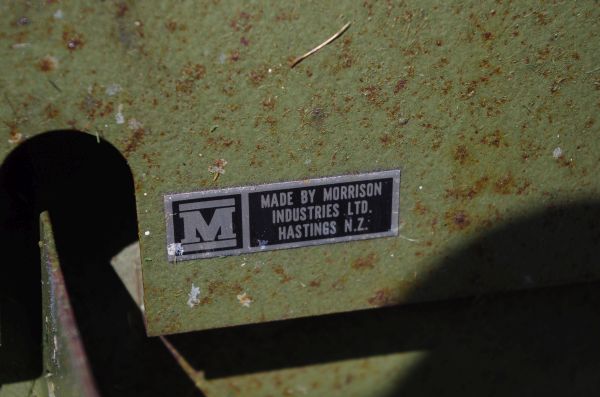 M
MADE BY MORRISON
INDUSTRIES LTD.
HASTINGS N.Z.